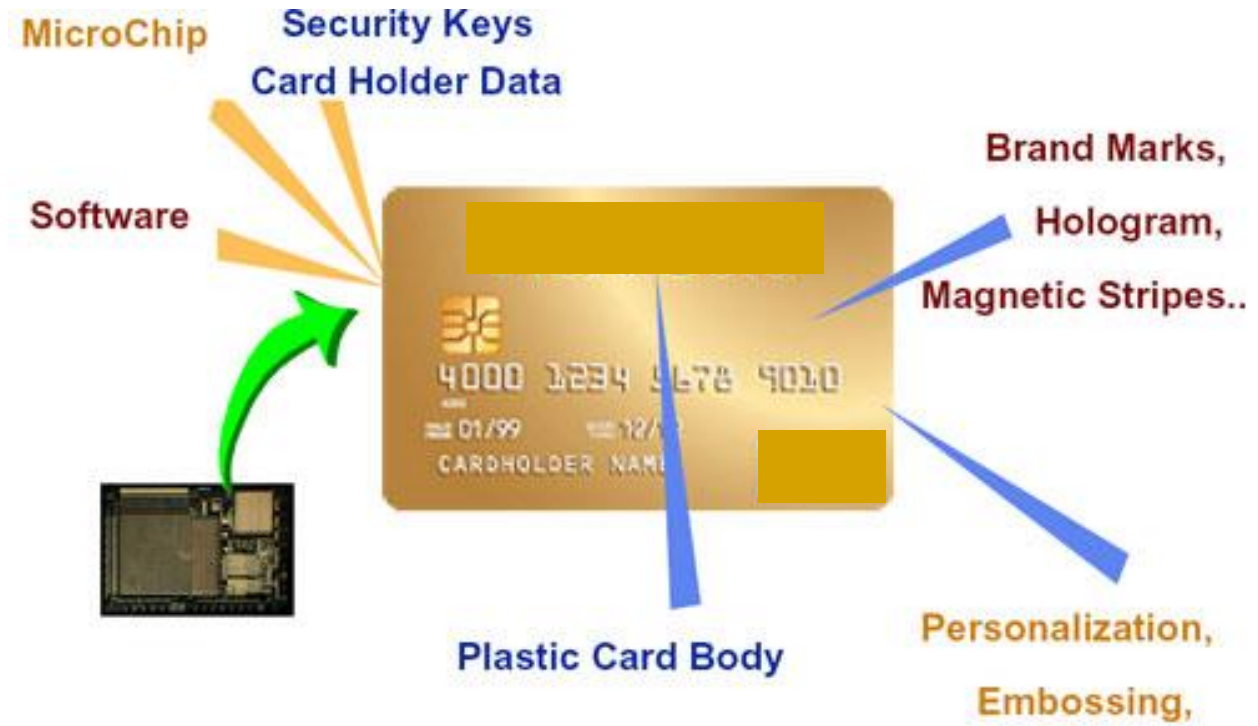 MicroChip
Security Keys
Card Holder Data
Software
Brand Marks,
Hologram,
Magnetic Stripes..
4000 1234 5678 9010
01/99 12/
CARDHOLDER NAME
Plastic Card Body
Personalization,
Embossing,